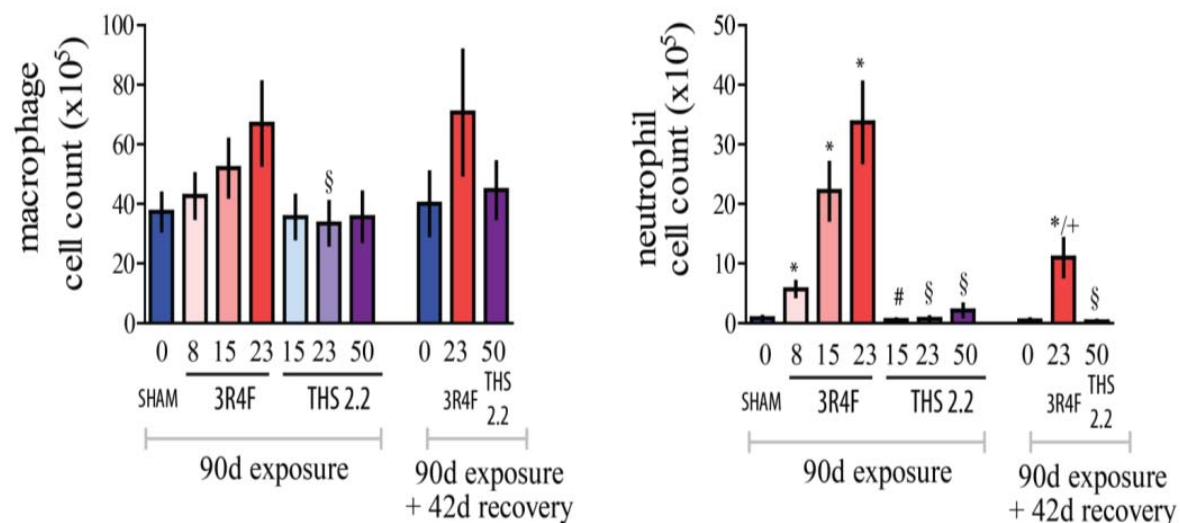 macrophage
cell count (x10⁵)
100
80
60
40
20
0
§
0 8 15 23 15 23 50 0 23 50
SHAM 3R4F THS 2.2 3R4F THS
2.2
90d exposure 90d exposure
+ 42d recovery
neutrophil
cell count (x10⁵)
50
40
30
20
10
0
* * * # § § */+ §
0 8 15 23 15 23 50 0 23 50
SHAM 3R4F THS 2.2 3R4F THS
2.2
90d exposure 90d exposure
+ 42d recovery